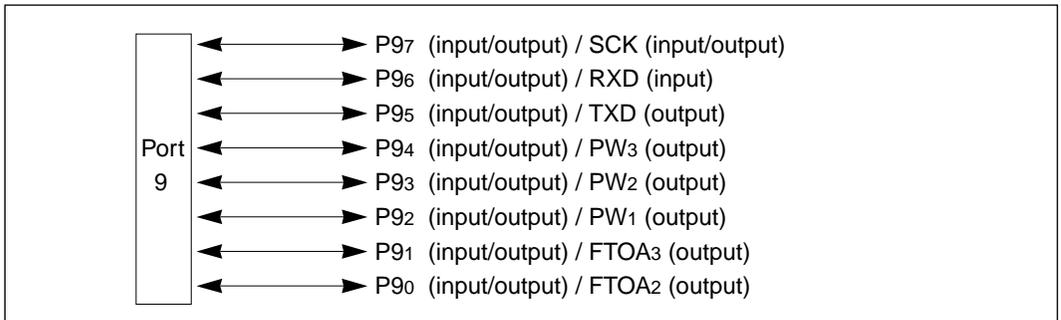 P97 (input/output) / SCK (input/output)
P96 (input/output) / RXD (input)
P95 (input/output) / TXD (output)
Port 9
P94 (input/output) / PW3 (output)
P93 (input/output) / PW2 (output)
P92 (input/output) / PW1 (output)
P91 (input/output) / FTOA3 (output)
P90 (input/output) / FTOA2 (output)